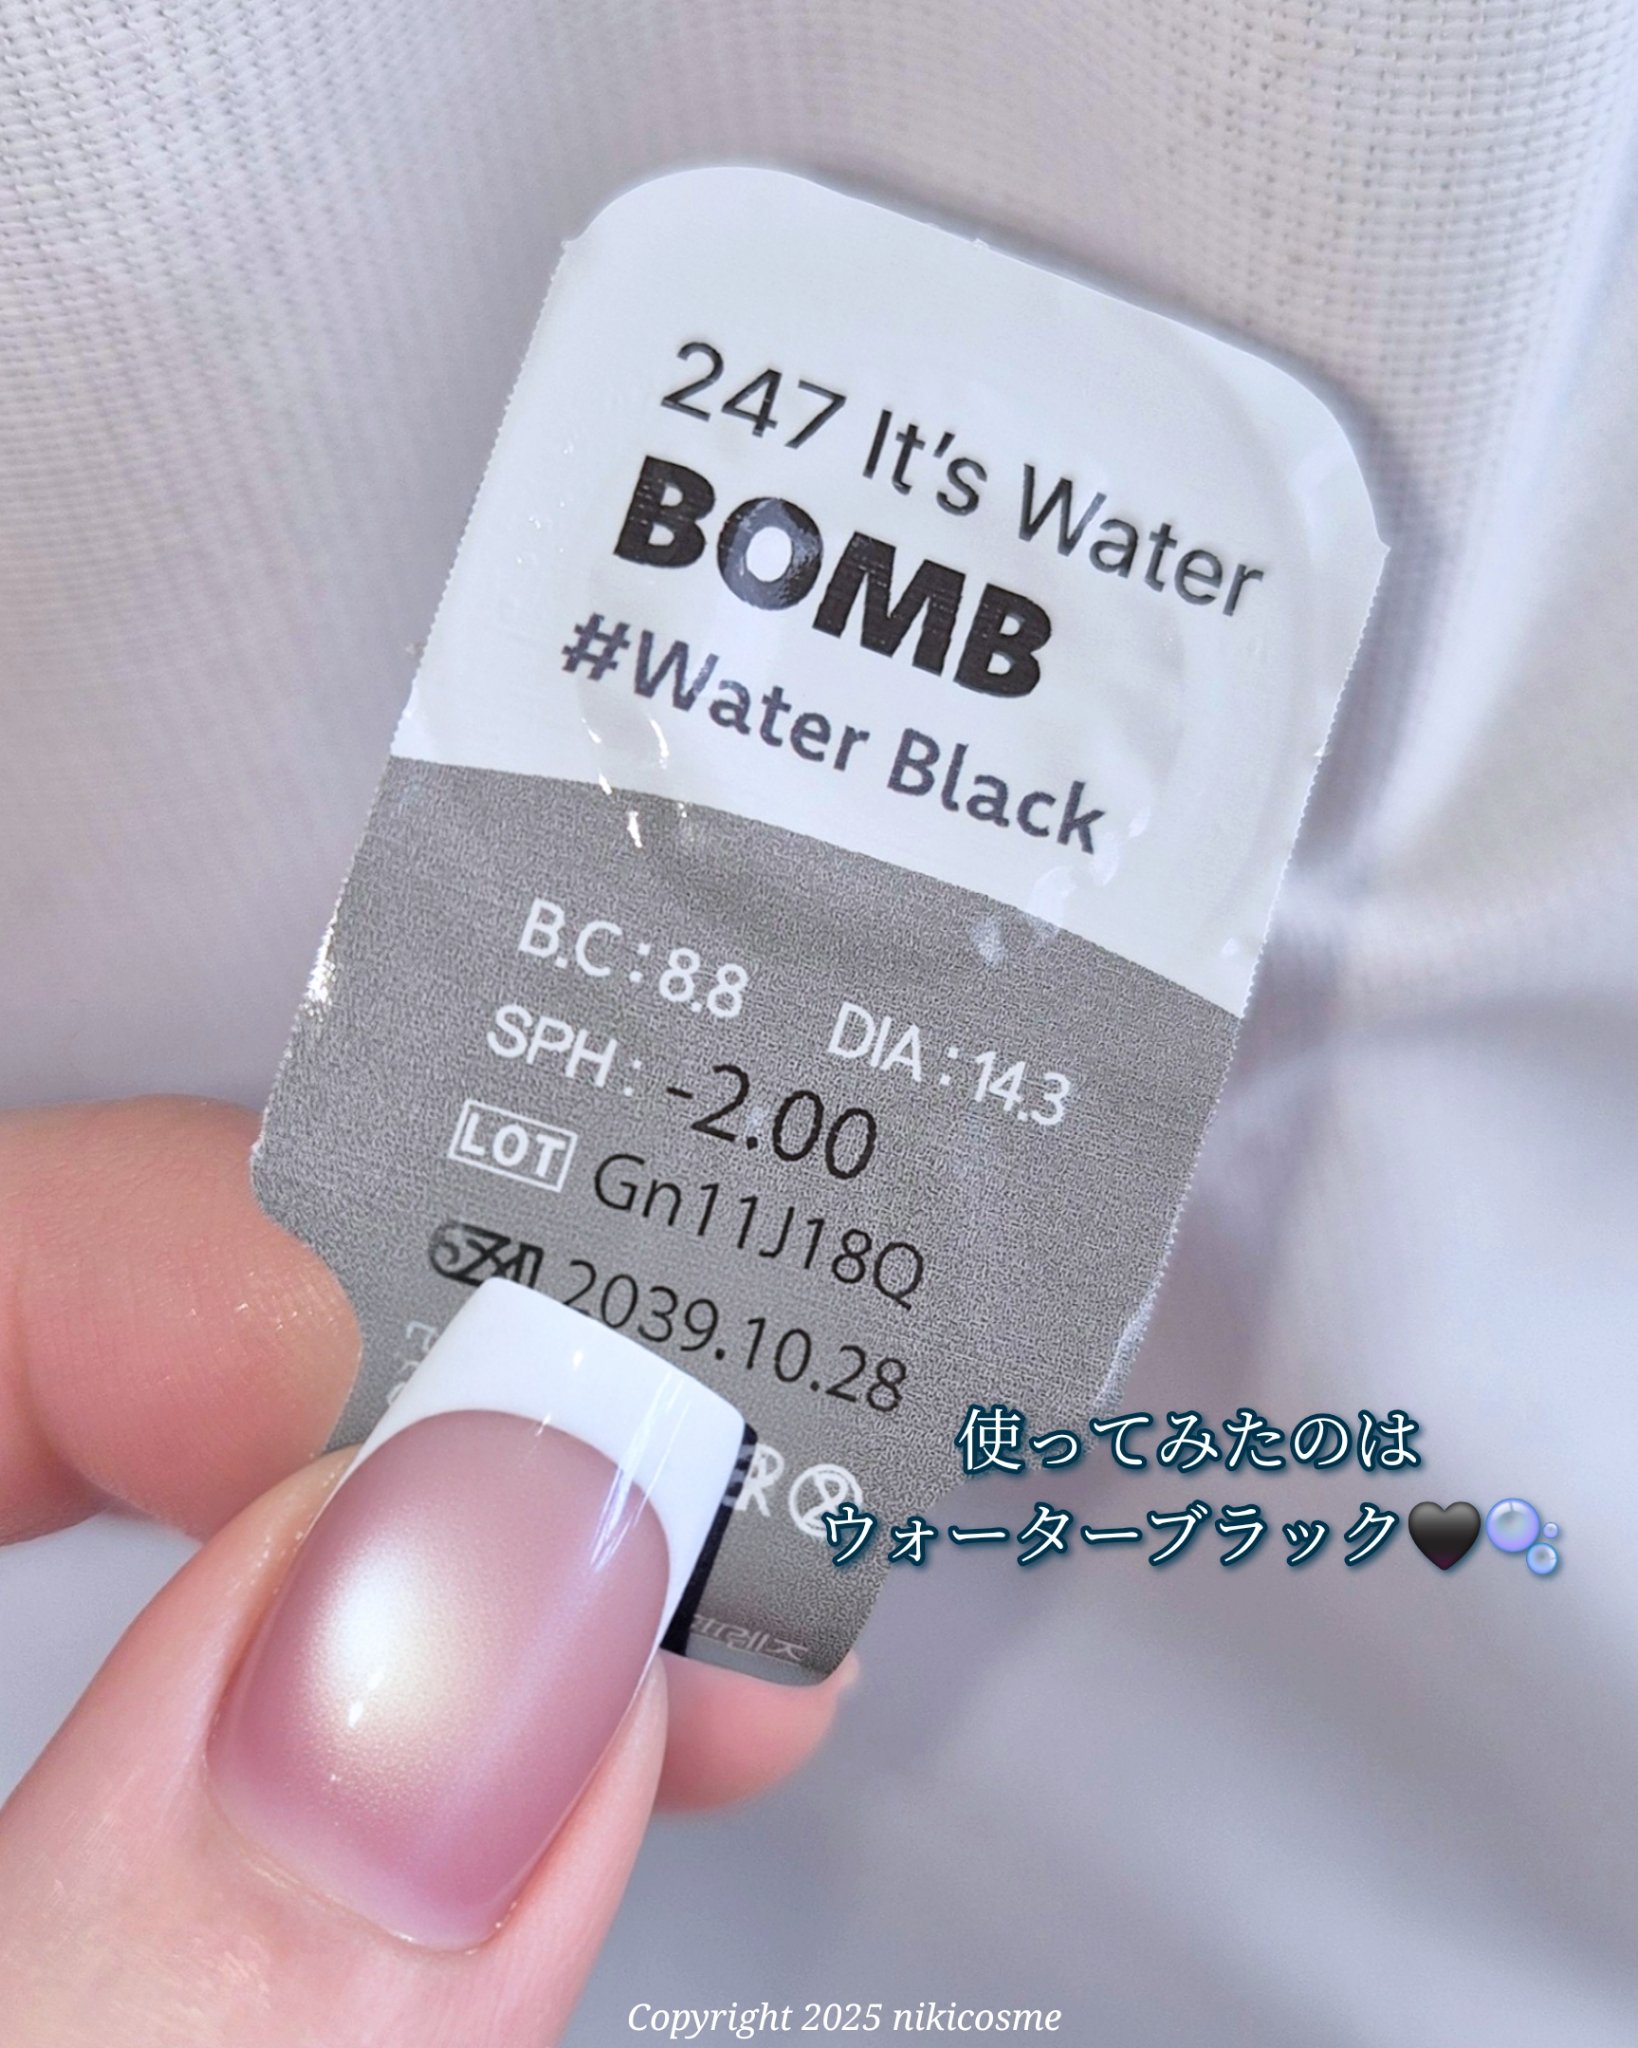 247 It's Water
BOMB
#Water Black
B.C : 8.8 DIA : 14.3
SPH : -2.00
LOT Gn11J18Q
2039.10.28
使ってみたのは
ウォーターブラック🖤🫧
Copyright 2025 nikicosme